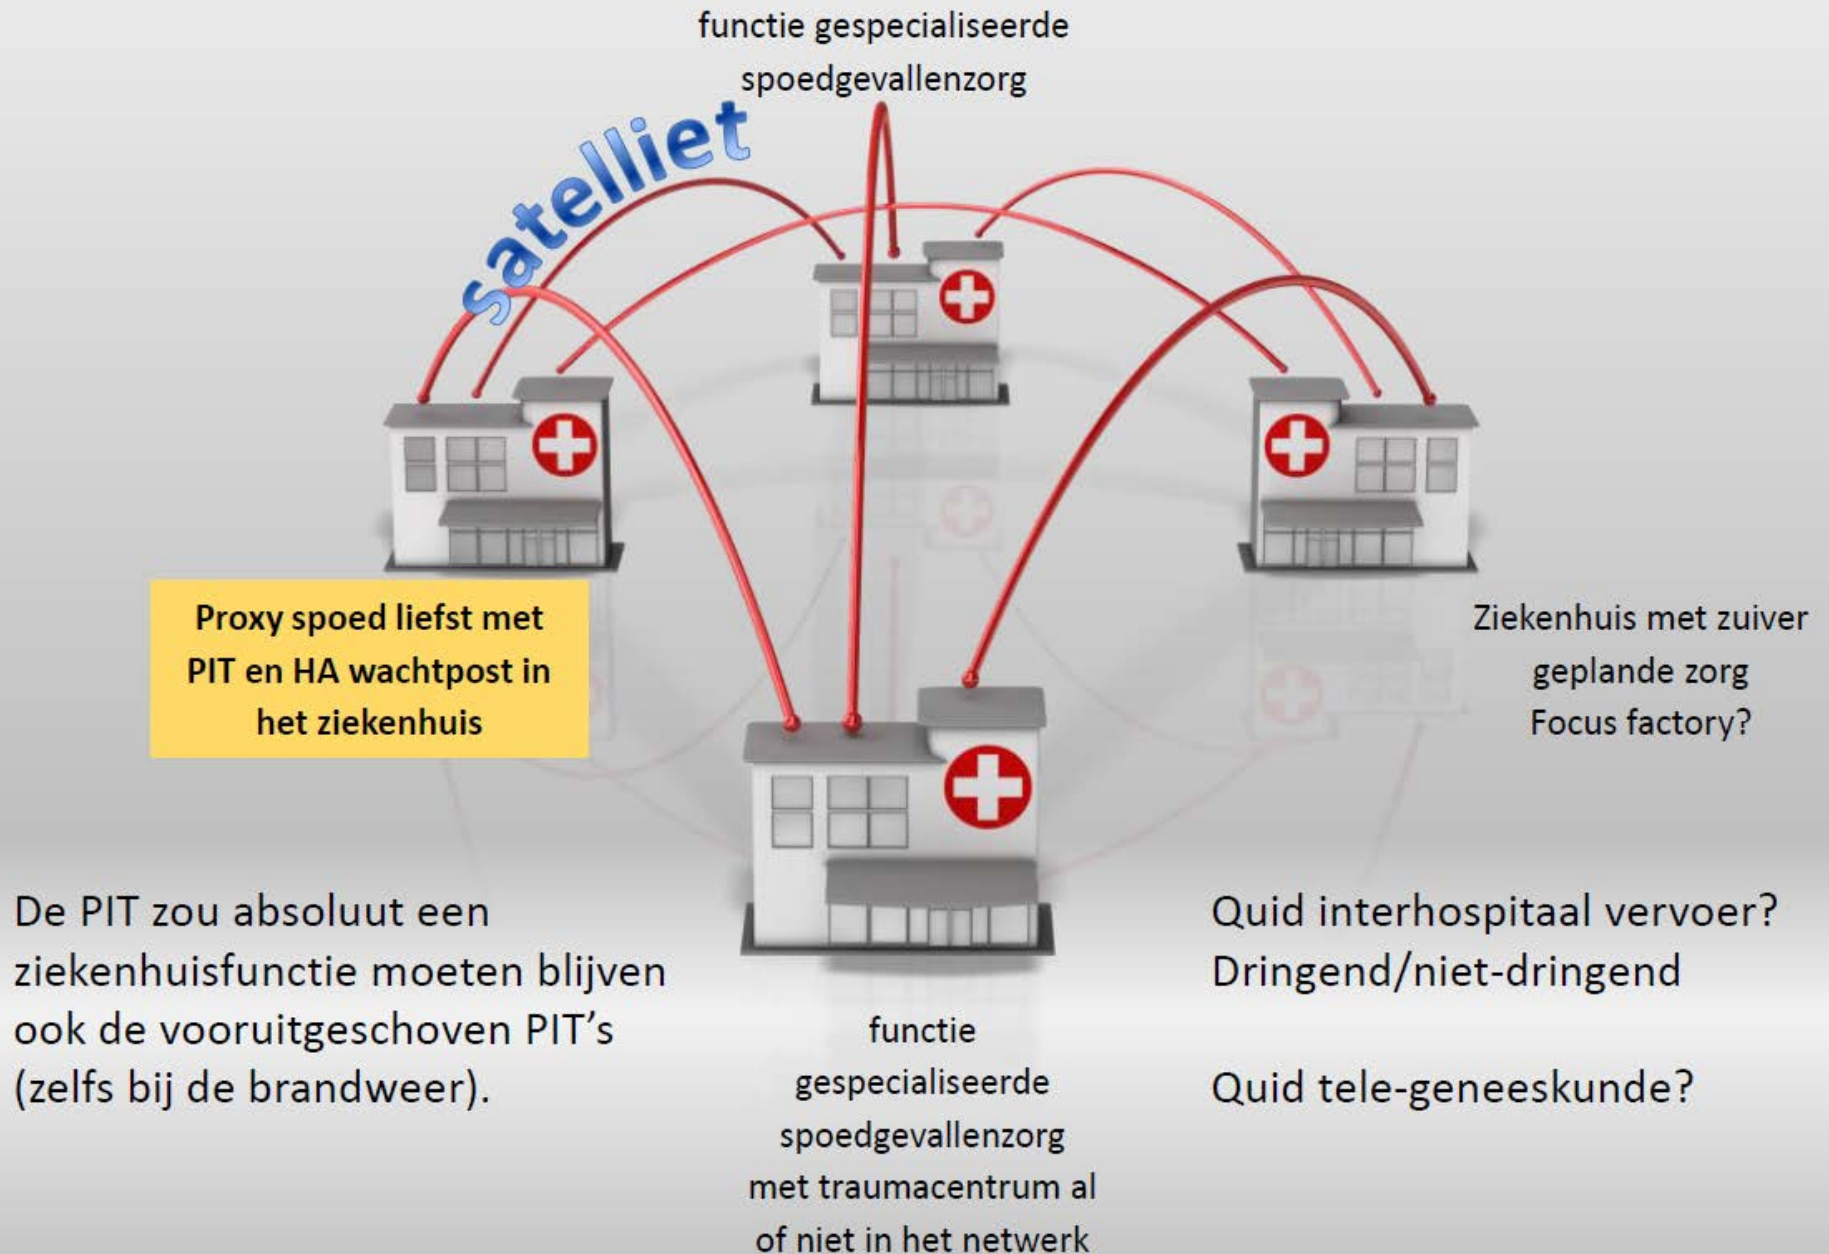 functie gespecialiseerde
spoedgevallenzorg
satelliet
Proxy spoed liefst met
PIT en HA wachtpost in
het ziekenhuis
Ziekenhuis met zuiver
geplande zorg
Focus factory?
De PIT zou absoluut een
ziekenhuisfunctie moeten blijven
ook de vooruitgeschoven PIT’s
(zelfs bij de brandweer).
functie
gespecialiseerde
spoedgevallenzorg
met traumacentrum al
of niet in het netwerk
Quid interhospitaal vervoer?
Dringend/niet-dringend
Quid tele-geneeskunde?